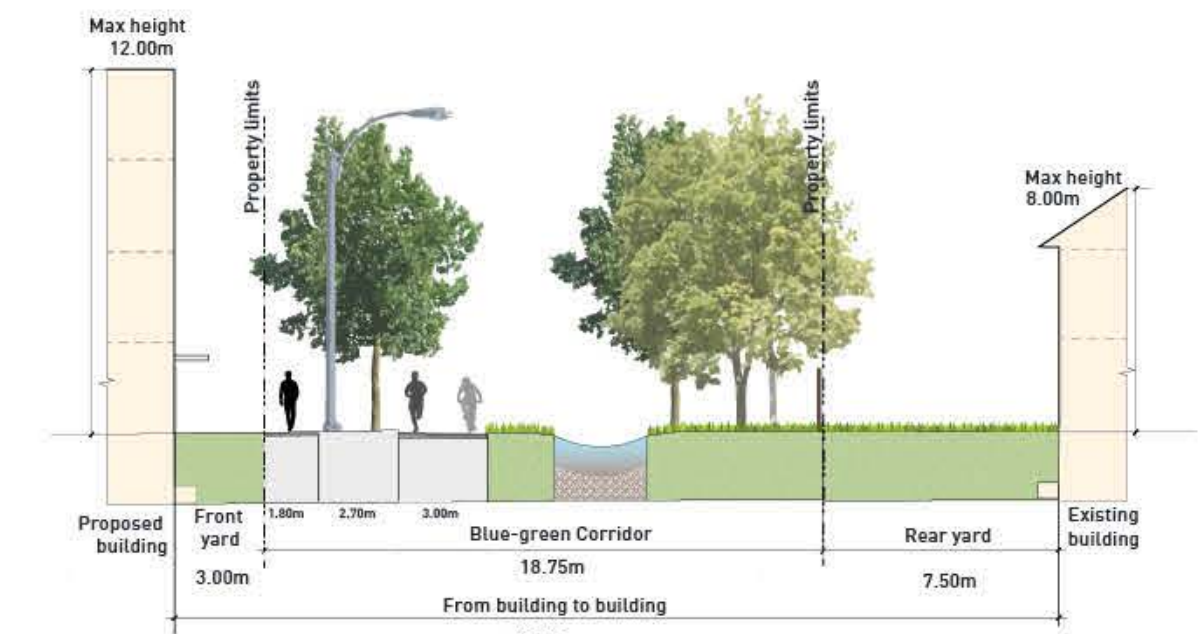 Max height
12.00m
Property limits
Property limits
Max height
8.00m
Proposed
building
Front
yard
1.80m
2.70m
3.00m
Blue-green Corridor
Rear yard
Existing
building
3.00m
18.75m
7.50m
From building to building